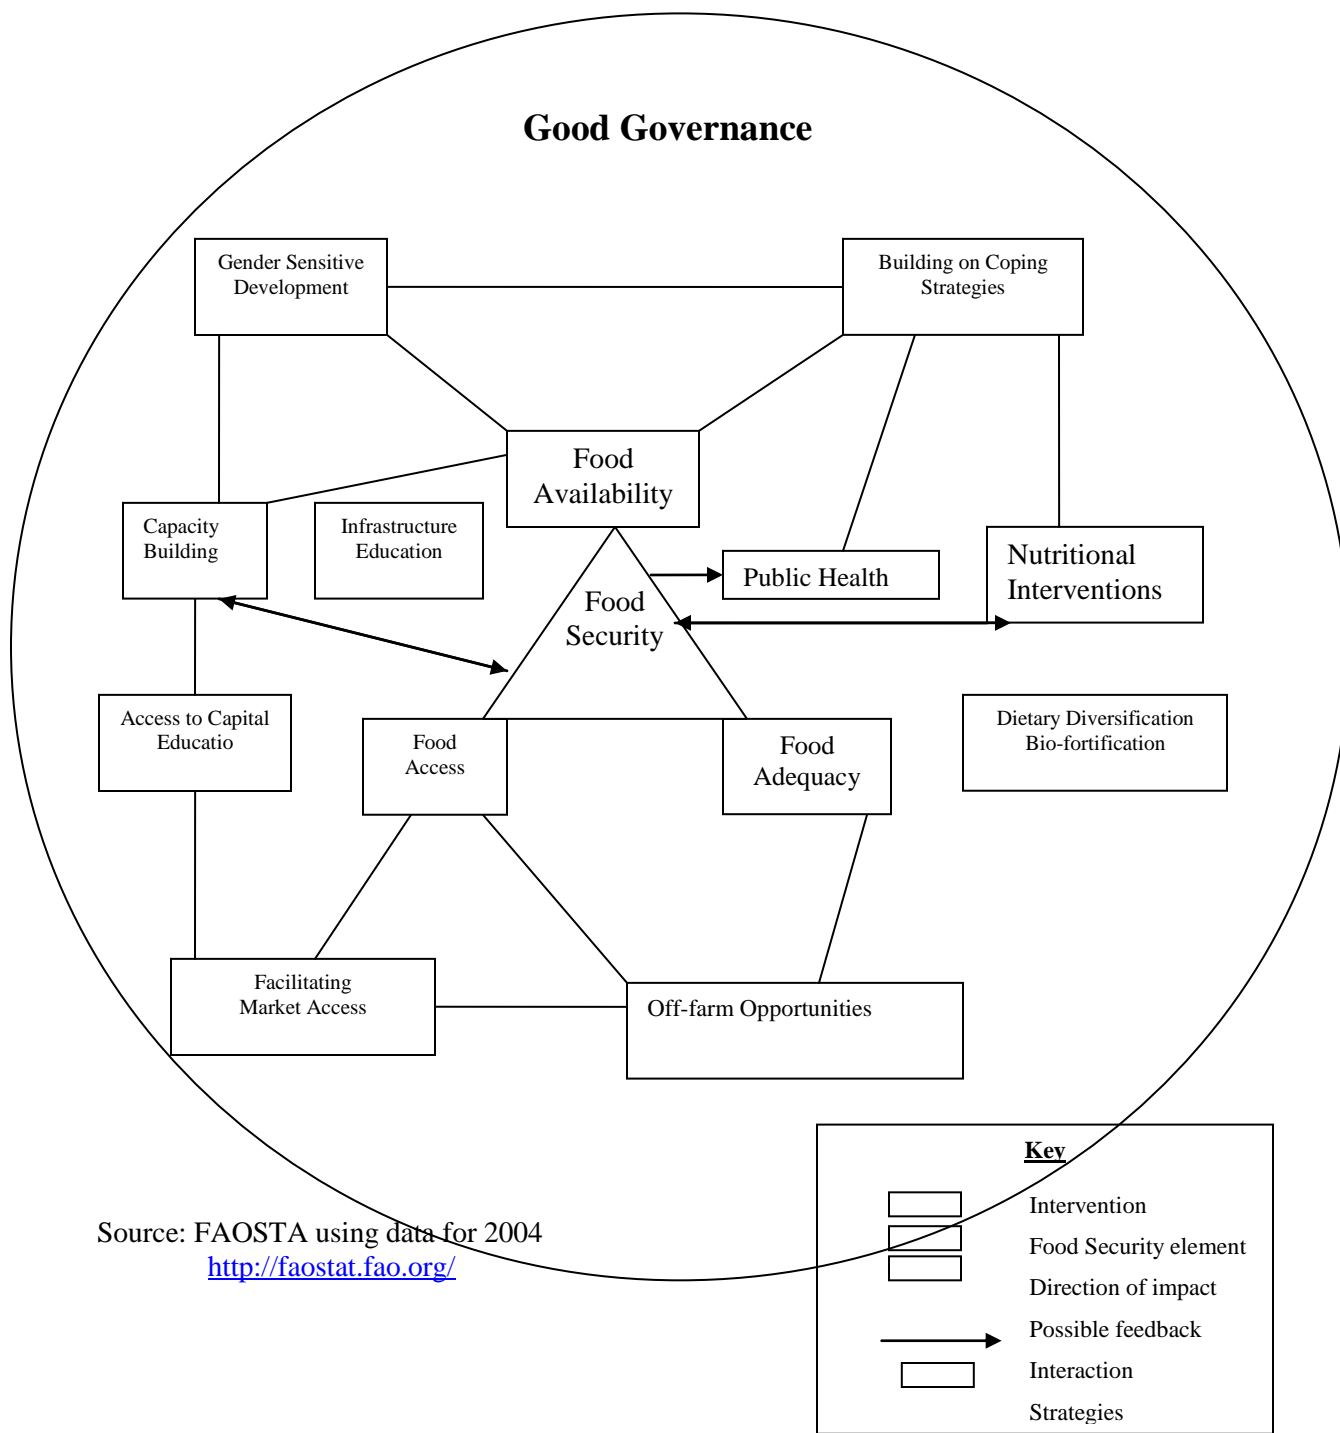 Good Governance
Gender Sensitive
Development
Building on Coping
Strategies
Food
Availability
Capacity
Building
Infrastructure
Education
Public Health
Nutritional
Interventions
Food
Security
Access to Capital
Educatio
Food
Access
Food
Adequacy
Dietary Diversification
Bio-fortification
Facilitating
Market Access
Off-farm Opportunities
Key
Intervention
Food Security element
Direction of impact
Possible feedback
Interaction
Strategies
Source: FAOSTA using data for 2004
http://faostat.fao.org/